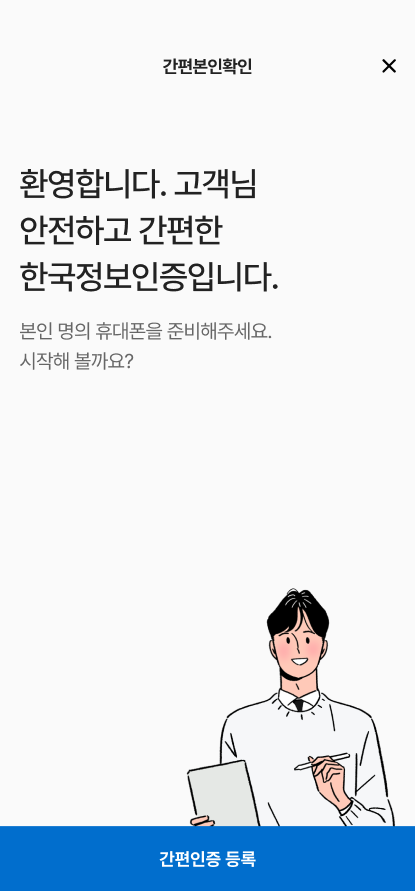 간편본인확인
환영합니다. 고객님
안전하고 간편한
한국정보인증입니다.
본인 명의 휴대폰을 준비해주세요.
시작해 볼까요?
간편인증 등록